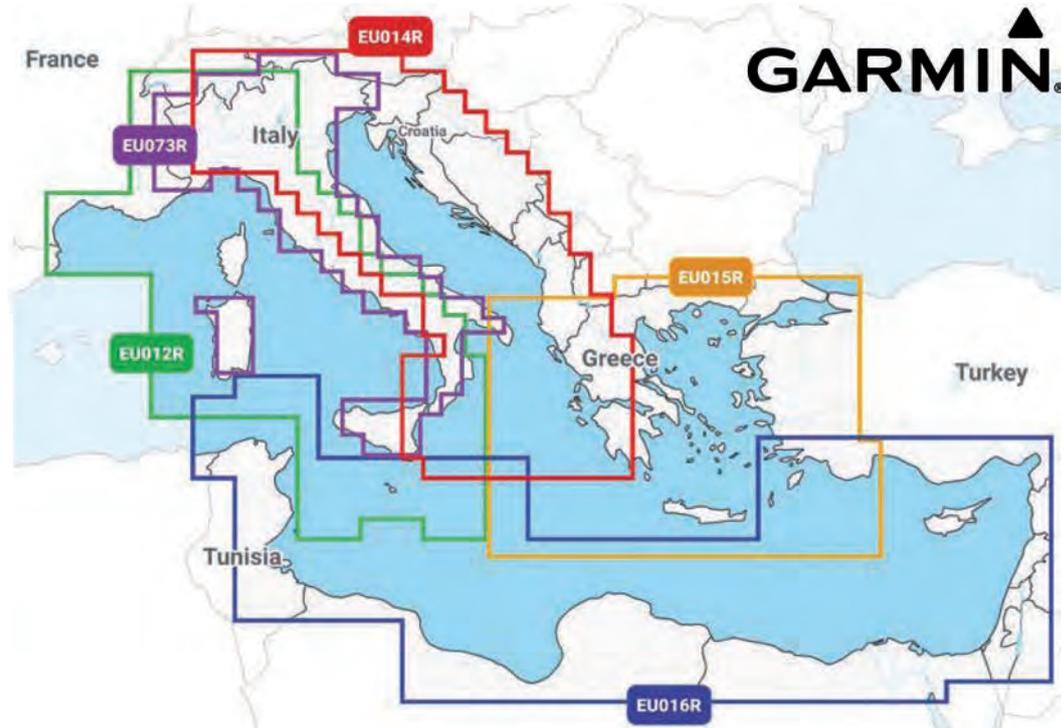 EU014R
France
GARMIN®
Italy
Croatia
EU073R
EU015R
EU012R
Greece
Turkey
Tunisia
EU016R